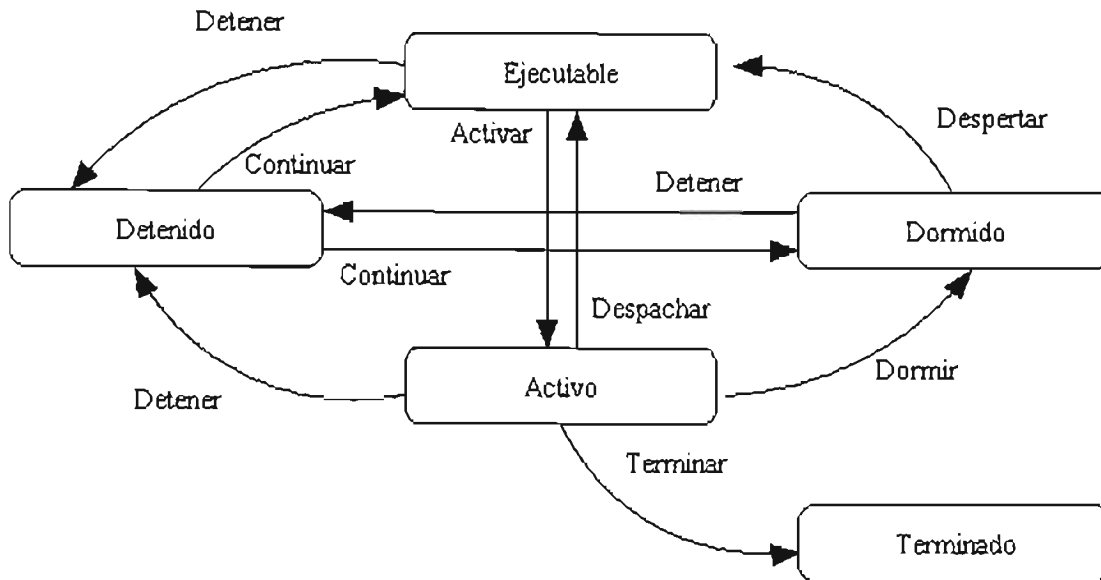 Detener
Ejecutable
Activar
Despertar
Continuar
Detener
Detenido
Dormido
Continuar
Despachar
Activo
Dormir
Detener
Terminar
Terminado